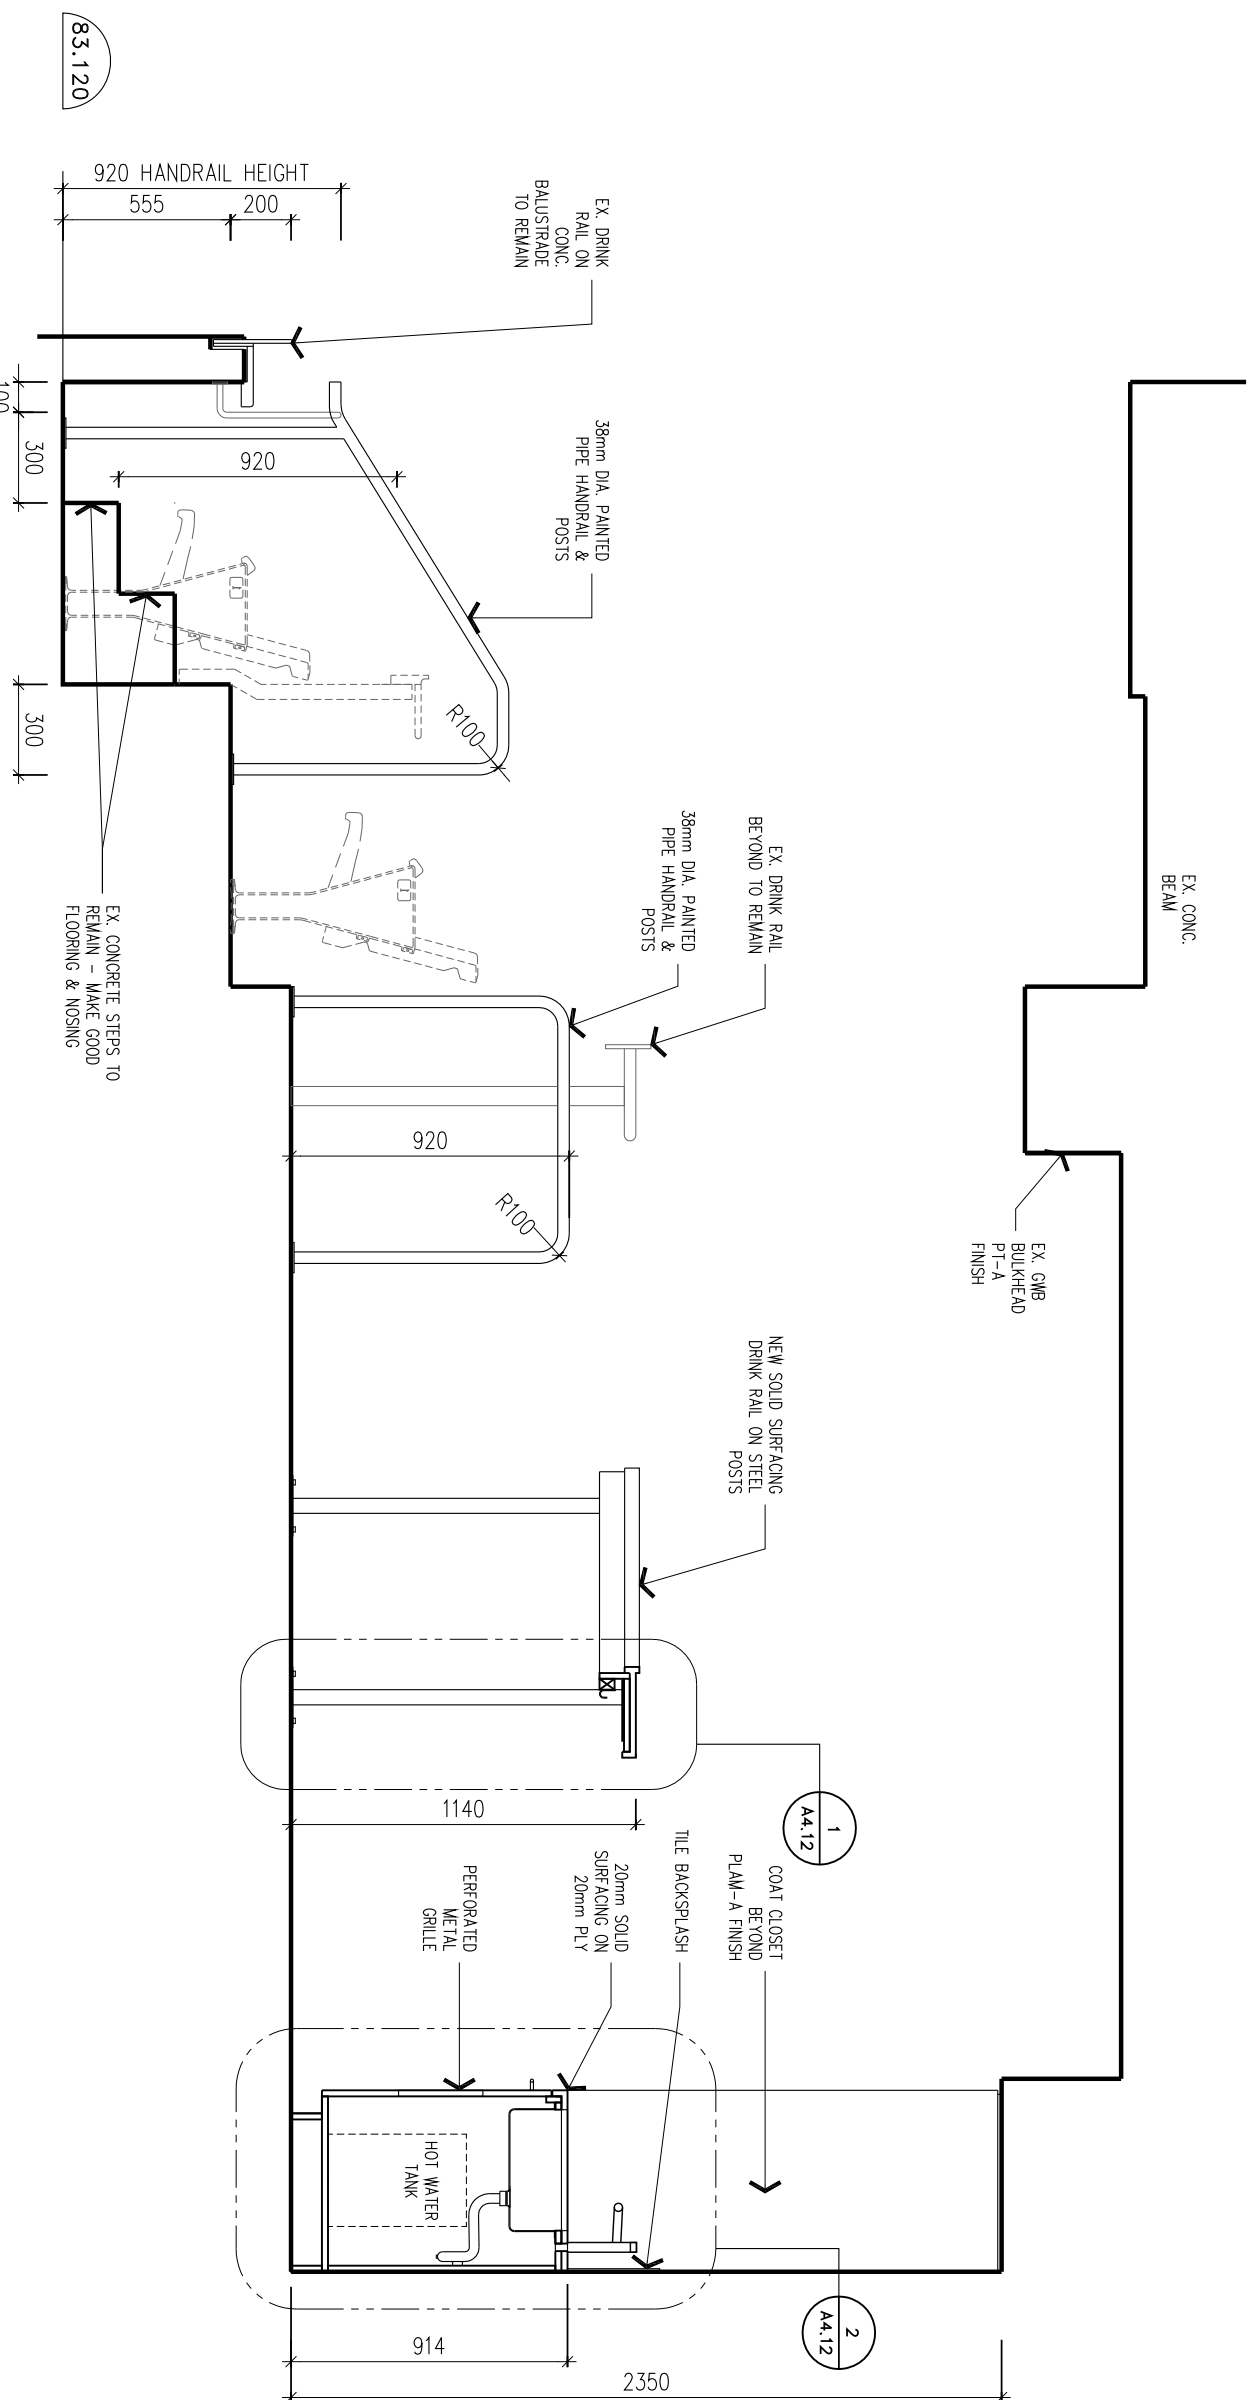 83.120
920 HANDRAIL HEIGHT
555
200
EX. DRINK
RAIL ON
CONC.
BALUSTRADE
TO REMAIN
100
300
920
38mm DIA. PAINTED
PIPE HANDRAIL &
POSTS
300
R100
EX. CONCRETE STEPS TO
REMAIN - MAKE GOOD
FLOORING & NOSING
EX. DRINK RAIL
BEYOND TO REMAIN
38mm DIA. PAINTED
PIPE HANDRAIL &
POSTS
EX. CONC.
BEAM
920
R100
EX. GWB
BULKHEAD
PT-A
FINISH
NEW SOLID SURFACING
DRINK RAIL ON STEEL
POSTS
1140
1
A4.12
COAT CLOSET
BEYOND
PLAM-A FINISH
TILE BACKSPLASH
20mm SOLID
SURFACING ON
20mm PLY
PERFORATED
METAL
GRILLE
HOT WATER
TANK
2
A4.12
914
2350